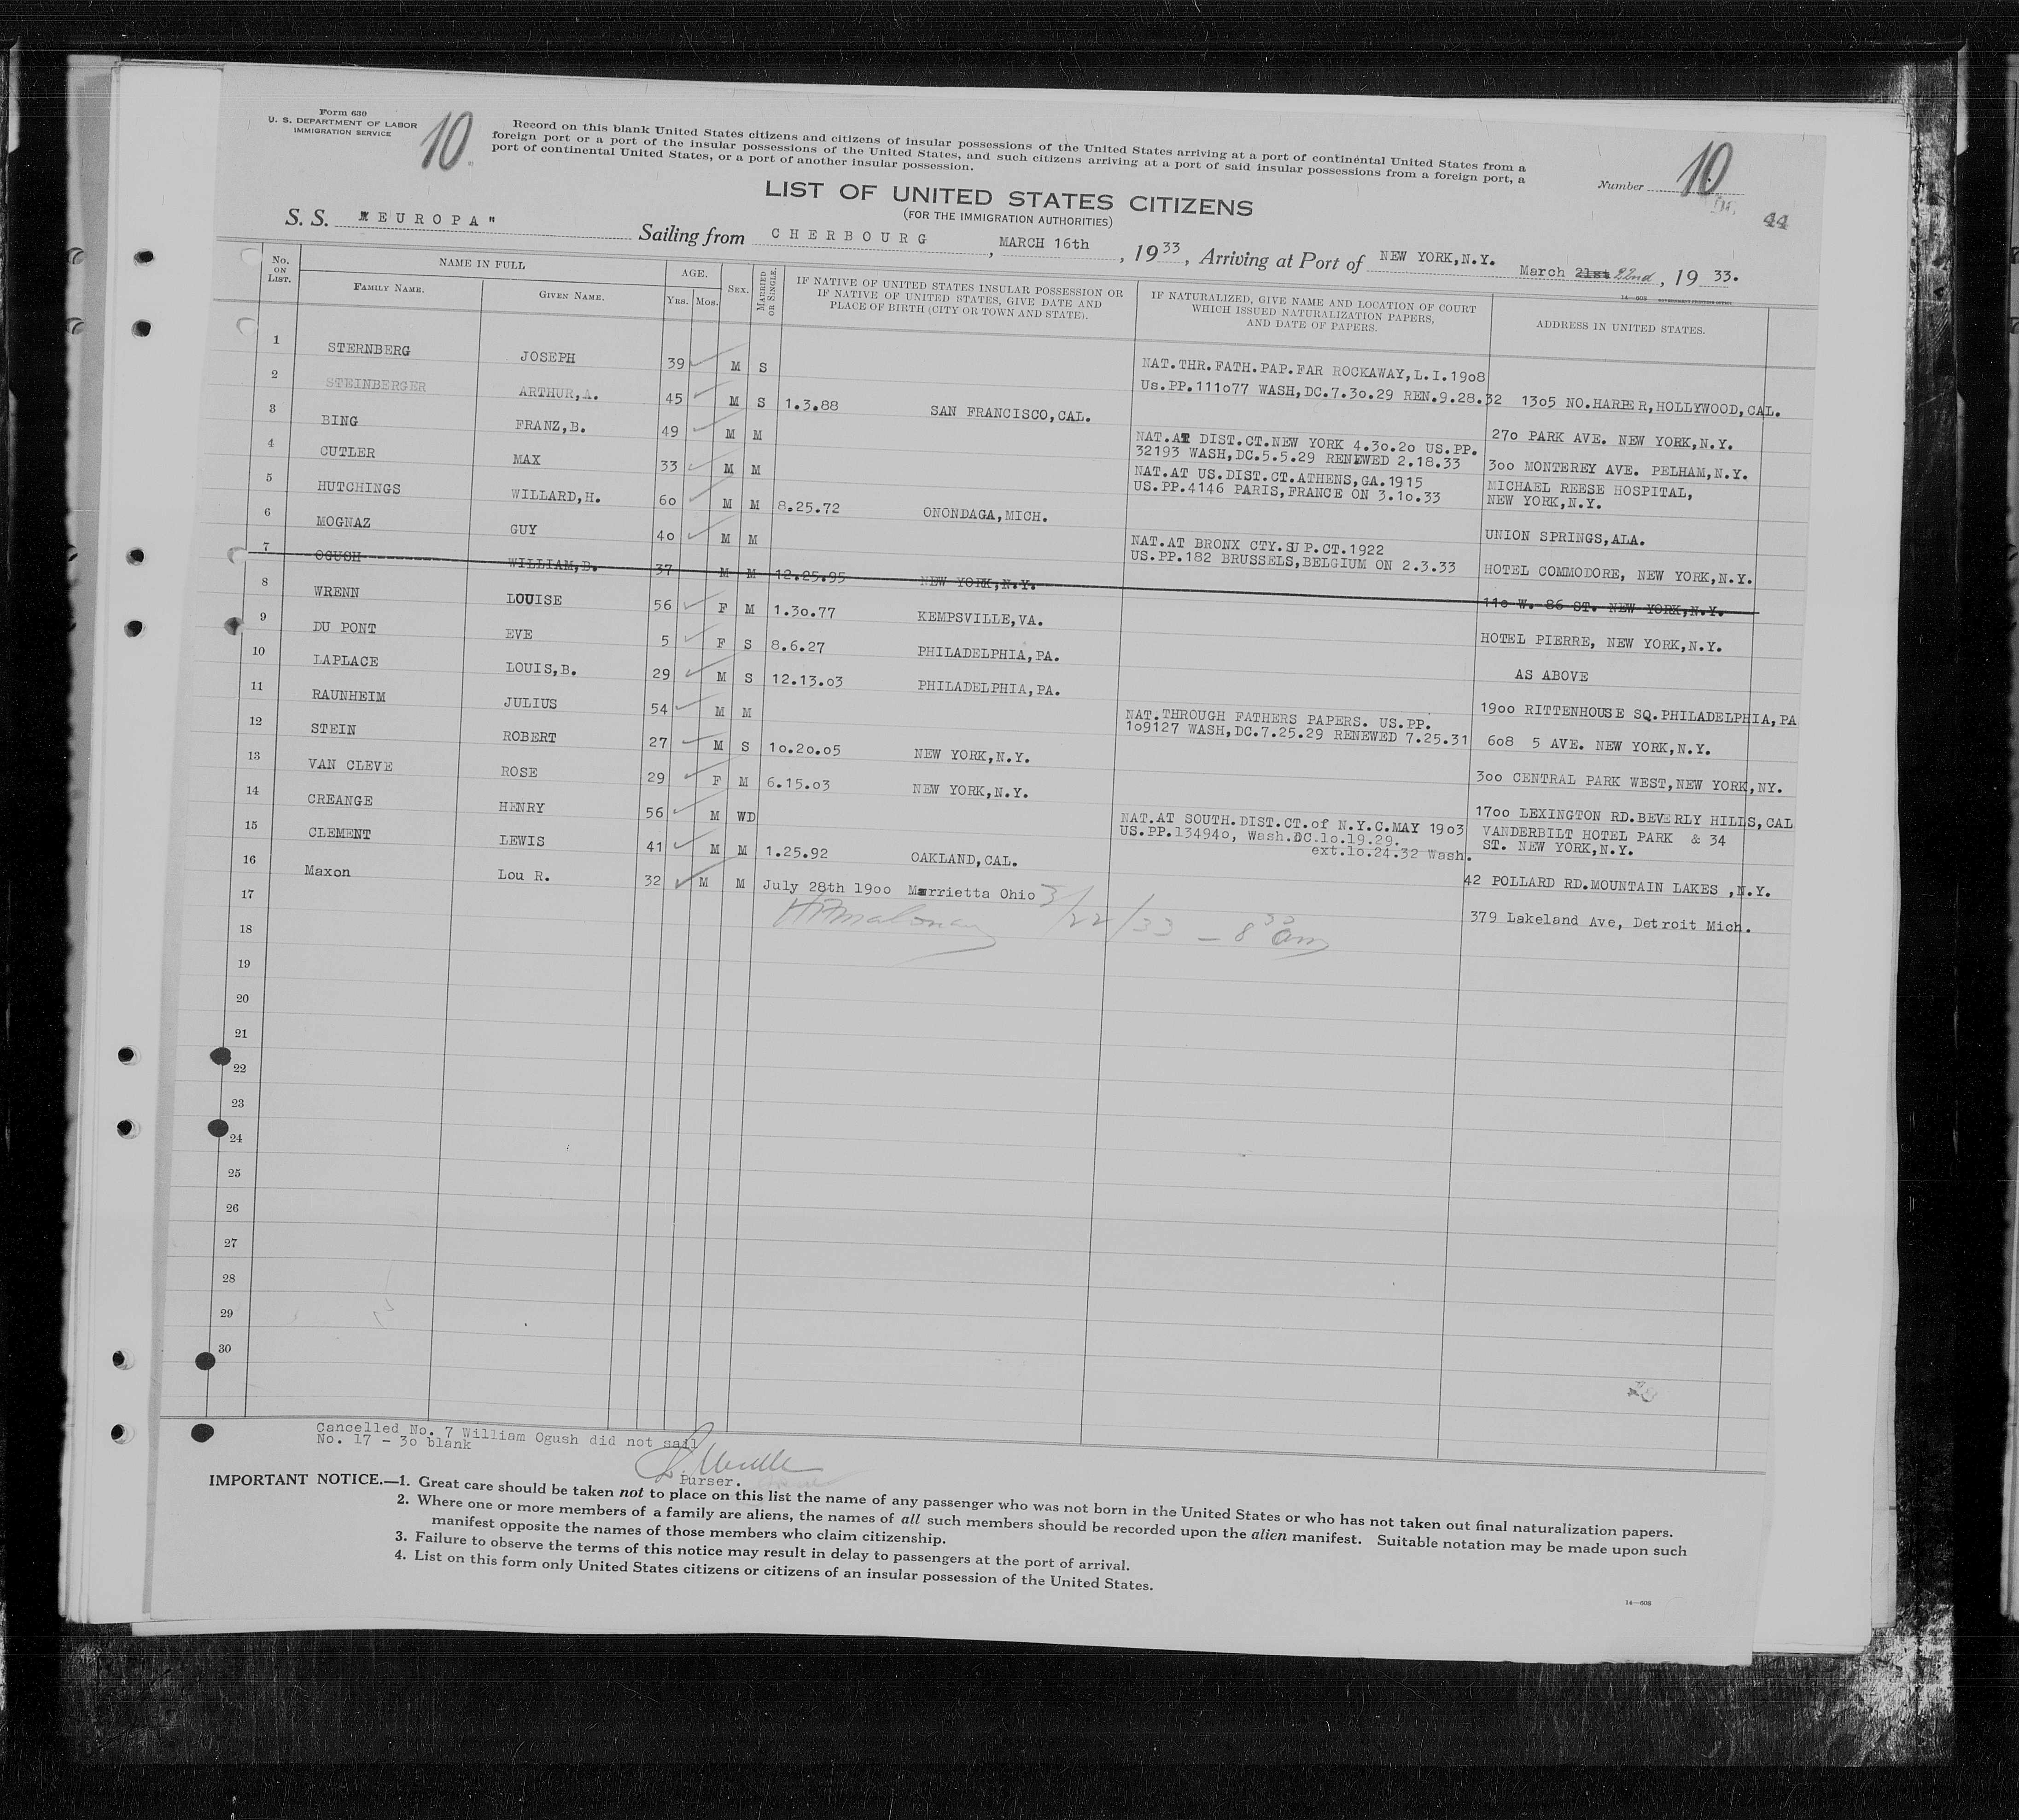 Form 630
U. S. DEPARTMENT OF LABOR
IMMIGRATION SERVICE
10
Record on this blank United States citizens and citizens of insular possessions of the United States arriving at a port of continental United States from a
foreign port or a port of the insular possessions of the United States, and such citizens arriving at a port of said insular possessions from a foreign port, a
port of continental United States, or a port of another insular possession.
Number 10
44
LIST OF UNITED STATES CITIZENS
(FOR THE IMMIGRATION AUTHORITIES)
S. S. "EUROPA" Sailing from CHERBOURG, MARCH 16th, 1933, Arriving at Port of NEW YORK,N.Y. March 21st 22nd, 1933.
14—608 GOVERNMENT PRINTING OFFICE
No. ON LIST. NAME IN FULL FAMILY NAME. GIVEN NAME. AGE. YRS. MOS. SEX. MARRIED OR SINGLE. IF NATIVE OF UNITED STATES INSULAR POSSESSION OR IF NATIVE OF UNITED STATES, GIVE DATE AND PLACE OF BIRTH (CITY OR TOWN AND STATE). IF NATURALIZED, GIVE NAME AND LOCATION OF COURT WHICH ISSUED NATURALIZATION PAPERS, AND DATE OF PAPERS. ADDRESS IN UNITED STATES.
1 STERNBERG JOSEPH 39 M S NAT.THR.FATH.PAP.FAR ROCKAWAY,L.I.1908
Us.PP.111077 WASH,DC.7.30.29 REN.9.28.32 1305 NO.HARPER,HOLLYWOOD,CAL.
2 STEINBERGER ARTHUR,A. 45 M S 1.3.88 SAN FRANCISCO,CAL.
270 PARK AVE. NEW YORK,N.Y.
3 BING FRANZ,B. 49 M M NAT.AT DIST.CT.NEW YORK 4.30.20 US.PP.
32193 WASH,DC.5.5.29 RENEWED 2.18.33 300 MONTEREY AVE. PELHAM,N.Y.
4 CUTLER MAX 33 M M NAT.AT US.DIST.CT.ATHENS,GA.1915 MICHAEL REESE HOSPITAL,
US.PP.4146 PARIS,FRANCE ON 3.10.33 NEW YORK,N.Y.
5 HUTCHINGS WILLARD,H. 60 M M 8.25.72 ONONDAGA,MICH.
UNION SPRINGS,ALA.
6 MOGNAZ GUY 40 M M NAT.AT BRONX CTY.SUP.CT.1922
US.PP.182 BRUSSELS,BELGIUM ON 2.3.33 HOTEL COMMODORE, NEW YORK,N.Y.
7 OGUSH WILLIAM,B. 37 M M 12.25.95 NEW YORK,N.Y.
110 W. 86 ST. NEW YORK,N.Y.
8 WRENN LOUISE 56 F M 1.30.77 KEMPSVILLE,VA.
HOTEL PIERRE, NEW YORK,N.Y.
9 DU PONT EVE 5 F S 8.6.27 PHILADELPHIA,PA.
AS ABOVE
10 LAPLACE LOUIS,B. 29 M S 12.13.03 PHILADELPHIA,PA.
1900 RITTENHOUSE SQ.PHILADELPHIA,PA
11 RAUNHEIM JULIUS 54 M M NAT.THROUGH FATHERS PAPERS. US.PP.
109127 WASH,DC.7.25.29 RENEWED 7.25.31 608 5 AVE. NEW YORK,N.Y.
12 STEIN ROBERT 27 M S 10.20.05 NEW YORK,N.Y.
300 CENTRAL PARK WEST,NEW YORK,NY.
13 VAN CLEVE ROSE 29 F M 6.15.03 NEW YORK,N.Y.
1700 LEXINGTON RD.BEVERLY HILLS,CAL
14 CREANGE HENRY 56 M WD NAT.AT SOUTH.DIST.CT.of N.Y.C.MAY 1903 VANDERBILT HOTEL PARK & 34
US.PP.134940, Wash.DC.10.19.29. ST. NEW YORK,N.Y.
ext.10.24.32 Wash.
15 CLEMENT LEWIS 41 M M 1.25.92 OAKLAND,CAL.
42 POLLARD RD.MOUNTAIN LAKES ,N.Y.
16 Maxon Lou R. 32 M M July 28th 1900 Marrietta Ohio
379 Lakeland Ave, Detroit Mich.
17
3/22/33 – 8 30 am
18
19
20
21
22
23
24
25
26
27
28
29
30
Cancelled No. 7 William Ogush did not sail
No. 17 - 30 blank
Purser.
IMPORTANT NOTICE.—1. Great care should be taken not to place on this list the name of any passenger who was not born in the United States or who has not taken out final naturalization papers.
2. Where one or more members of a family are aliens, the names of all such members should be recorded upon the alien manifest. Suitable notation may be made upon such
manifest opposite the names of those members who claim citizenship.
3. Failure to observe the terms of this notice may result in delay to passengers at the port of arrival.
4. List on this form only United States citizens or citizens of an insular possession of the United States.
14—608